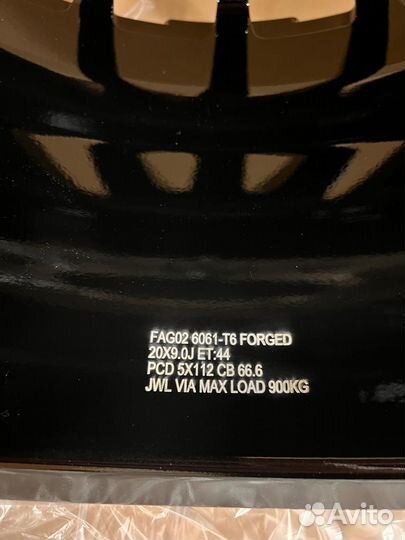 FAG02 6061-T6 FORGED
20X9.0J ET:44
PCD 5X112 CB 66.6
JWL VIA MAX LOAD 900KG
Avito